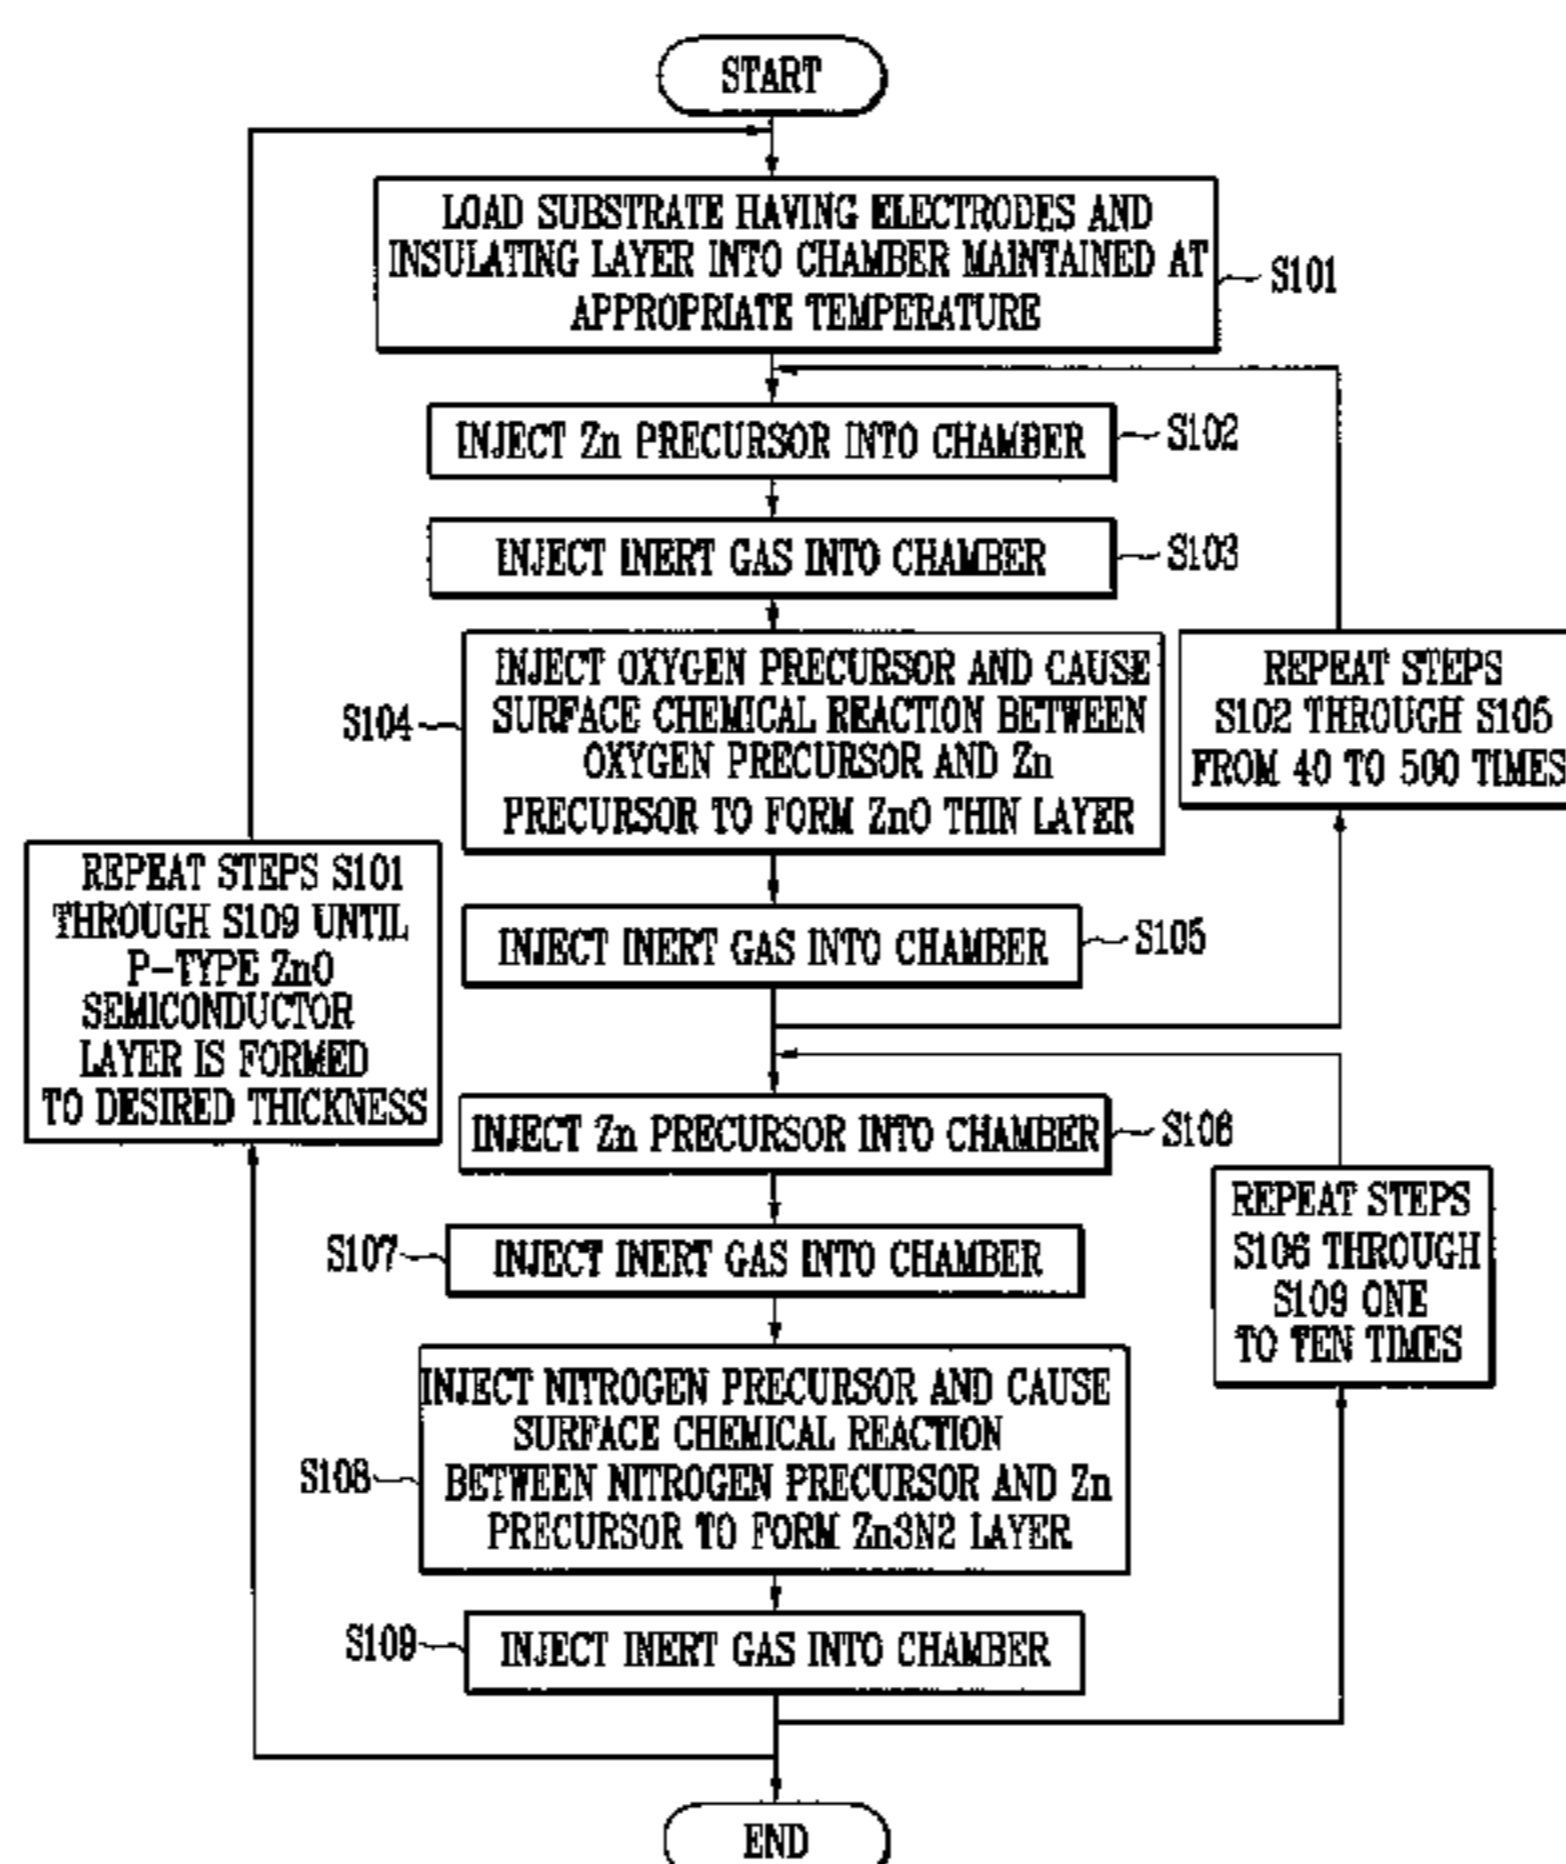 START
LOAD SUBSTRATE HAVING ELECTRODES AND
INSULATING LAYER INTO CHAMBER MAINTAINED AT
APPROPRIATE TEMPERATURE
S101
INJECT Zn PRECURSOR INTO CHAMBER
S102
INJECT INERT GAS INTO CHAMBER
S103
INJECT OXYGEN PRECURSOR AND CAUSE
SURFACE CHEMICAL REACTION BETWEEN
OXYGEN PRECURSOR AND Zn
PRECURSOR TO FORM ZnO THIN LAYER
S104
REPEAT STEPS
S102 THROUGH S105
FROM 40 TO 500 TIMES
INJECT INERT GAS INTO CHAMBER
S105
REPEAT STEPS S101
THROUGH S109 UNTIL
P-TYPE ZnO
SEMICONDUCTOR
LAYER IS FORMED
TO DESIRED THICKNESS
INJECT Zn PRECURSOR INTO CHAMBER
S106
INJECT INERT GAS INTO CHAMBER
S107
REPEAT STEPS
S106 THROUGH
S109 ONE
TO TEN TIMES
INJECT NITROGEN PRECURSOR AND CAUSE
SURFACE CHEMICAL REACTION
BETWEEN NITROGEN PRECURSOR AND Zn
PRECURSOR TO FORM Zn3N2 LAYER
S108
INJECT INERT GAS INTO CHAMBER
S109
END